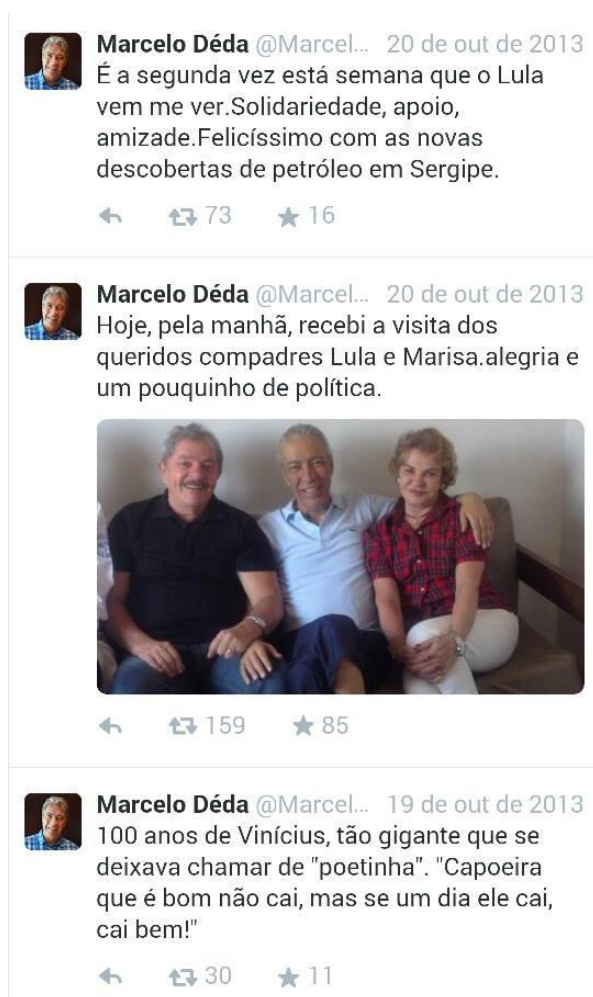 Marcelo Déda @Marcel... 20 de out de 2013
É a segunda vez está semana que o Lula
vem me ver.Solidariedade, apoio,
amizade.Felicíssimo com as novas
descobertas de petróleo em Sergipe.
73 16
Marcelo Déda @Marcel... 20 de out de 2013
Hoje, pela manhã, recebi a visita dos
queridos compadres Lula e Marisa.alegria e
um pouquinho de política.
159 85
Marcelo Déda @Marcel... 19 de out de 2013
100 anos de Vinícius, tão gigante que se
deixava chamar de "poetinha". "Capoeira
que é bom não cai, mas se um dia ele cai,
cai bem!"
30 11